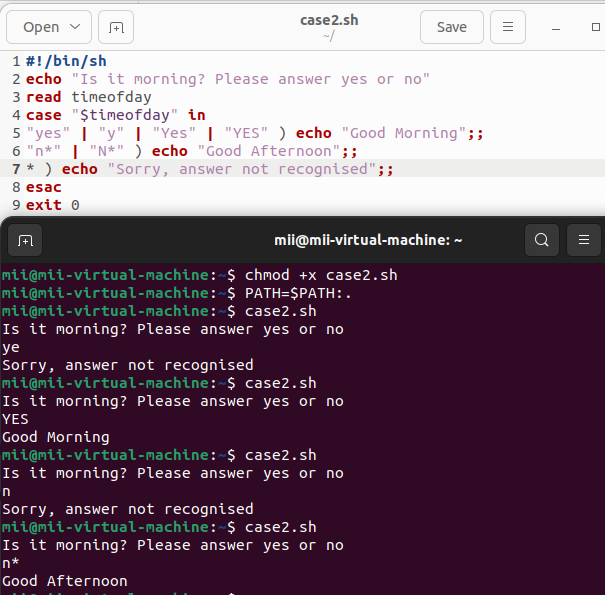 Open
case2.sh
~/
Save
1 #!/bin/sh
2 echo "Is it morning? Please answer yes or no"
3 read timeofday
4 case "$timeofday" in
5 "yes" | "y" | "Yes" | "YES" ) echo "Good Morning";;
6 "n*" | "N*" ) echo "Good Afternoon";;
7 * ) echo "Sorry, answer not recognised";;
8 esac
9 exit 0
mii@mii-virtual-machine: ~
mii@mii-virtual-machine:~$ chmod +x case2.sh
mii@mii-virtual-machine:~$ PATH=$PATH:.
mii@mii-virtual-machine:~$ case2.sh
Is it morning? Please answer yes or no
ye
Sorry, answer not recognised
mii@mii-virtual-machine:~$ case2.sh
Is it morning? Please answer yes or no
YES
Good Morning
mii@mii-virtual-machine:~$ case2.sh
Is it morning? Please answer yes or no
n
Sorry, answer not recognised
mii@mii-virtual-machine:~$ case2.sh
Is it morning? Please answer yes or no
n*
Good Afternoon